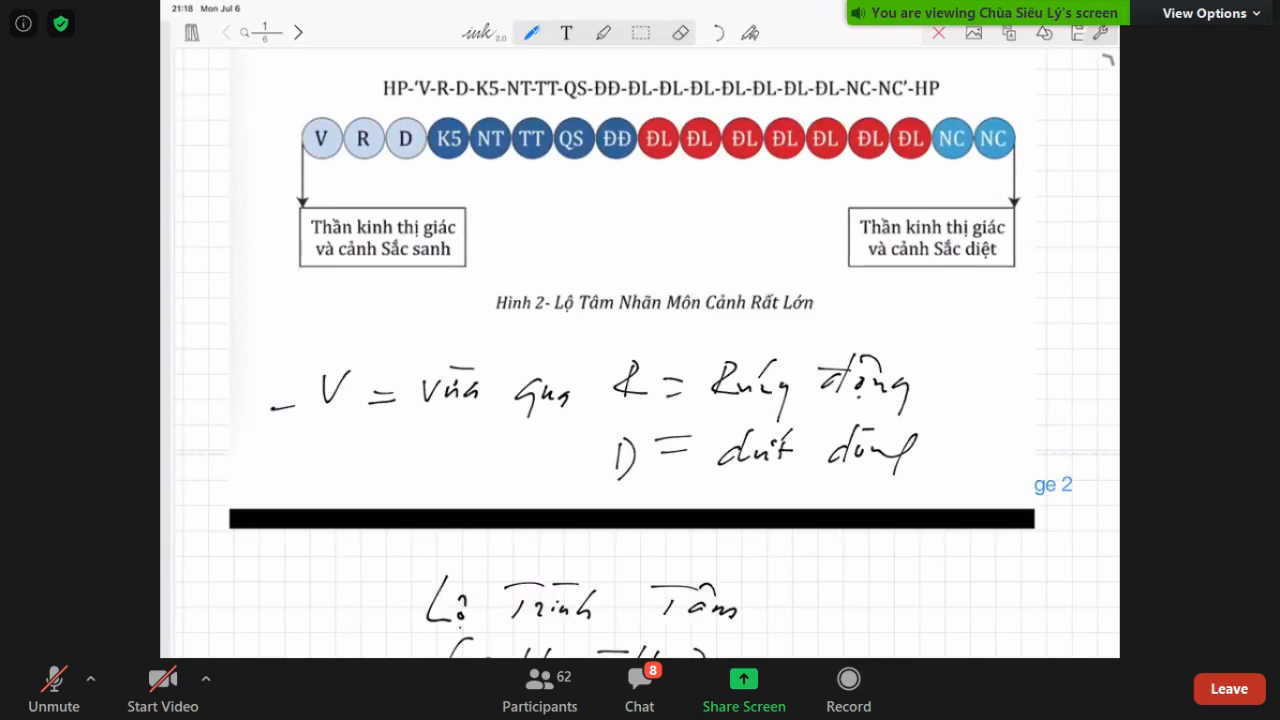 21:18 Mon Jul 6
You are viewing Chùa Siêu Lý's screen
View Options
1
6
ink 2.0
T
HP-‘V-R-D-K5-NT-TT-QS-ĐĐ-ĐL-ĐL-ĐL-ĐL-ĐL-ĐL-ĐL-NC-NC’-HP
V R D K5 NT TT QS ĐĐ ĐL ĐL ĐL ĐL ĐL ĐL ĐL NC NC
Thần kinh thị giác
và cảnh Sắc sanh
Thần kinh thị giác
và cảnh Sắc diệt
Hình 2- Lộ Tâm Nhãn Môn Cảnh Rất Lớn
- V = vừa qua R = Rúng động
D = dứt dòng
ge 2
Lộ Trình Tâm
Unmute
Start Video
62
Participants
8
Chat
Share Screen
Record
Leave